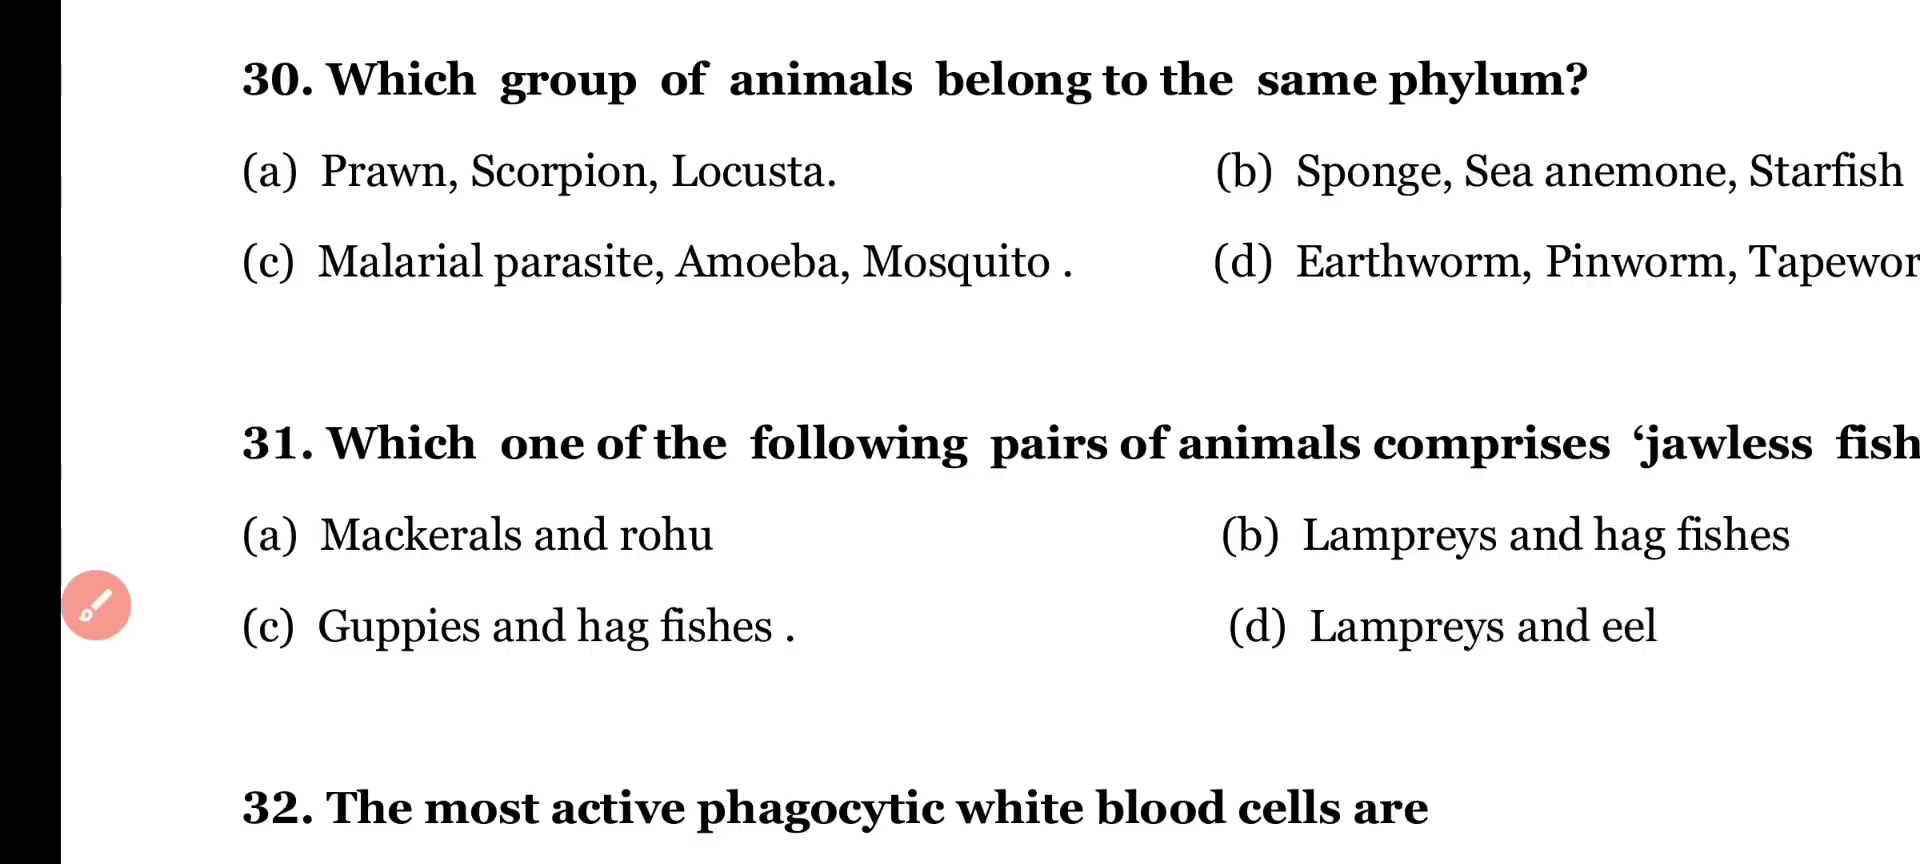 30. Which group of animals belong to the same phylum?
(a) Prawn, Scorpion, Locusta. (b) Sponge, Sea anemone, Starfish
(c) Malarial parasite, Amoeba, Mosquito . (d) Earthworm, Pinworm,
31. Which one of the following pairs of animals comprises ‘jawless fish
(a) Mackerals and rohu (b) Lampreys and hag fishes
(c) Guppies and hag fishes . (d) Lampreys and eel
32. The most active phagocytic white blood cells are